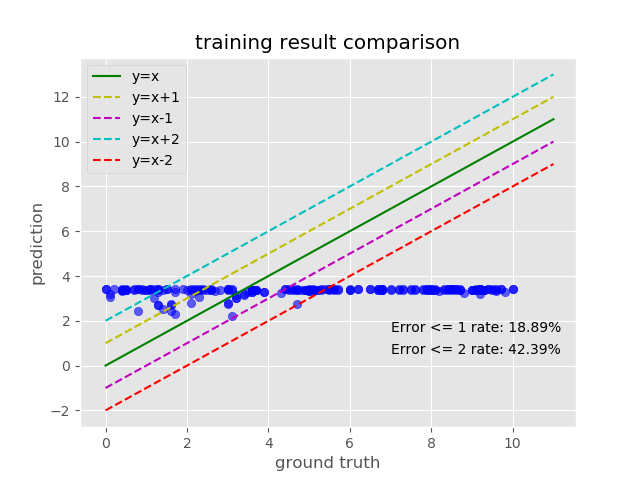 training result comparison
y=x
y=x+1
y=x-1
y=x+2
y=x-2
12
10
8
6
4
2
0
−2
prediction
Error <= 1 rate: 18.89%
Error <= 2 rate: 42.39%
0 2 4 6 8 10
ground truth